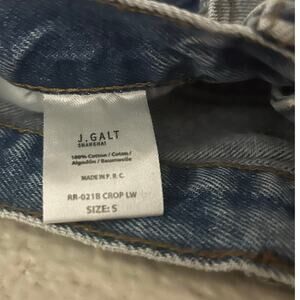 J.GALT
SHANGHAI
100% Cotton / Coton /
Algodón / Baumwolle
MADE IN P. R. C.
RR-021B CROP LW
SIZE: S